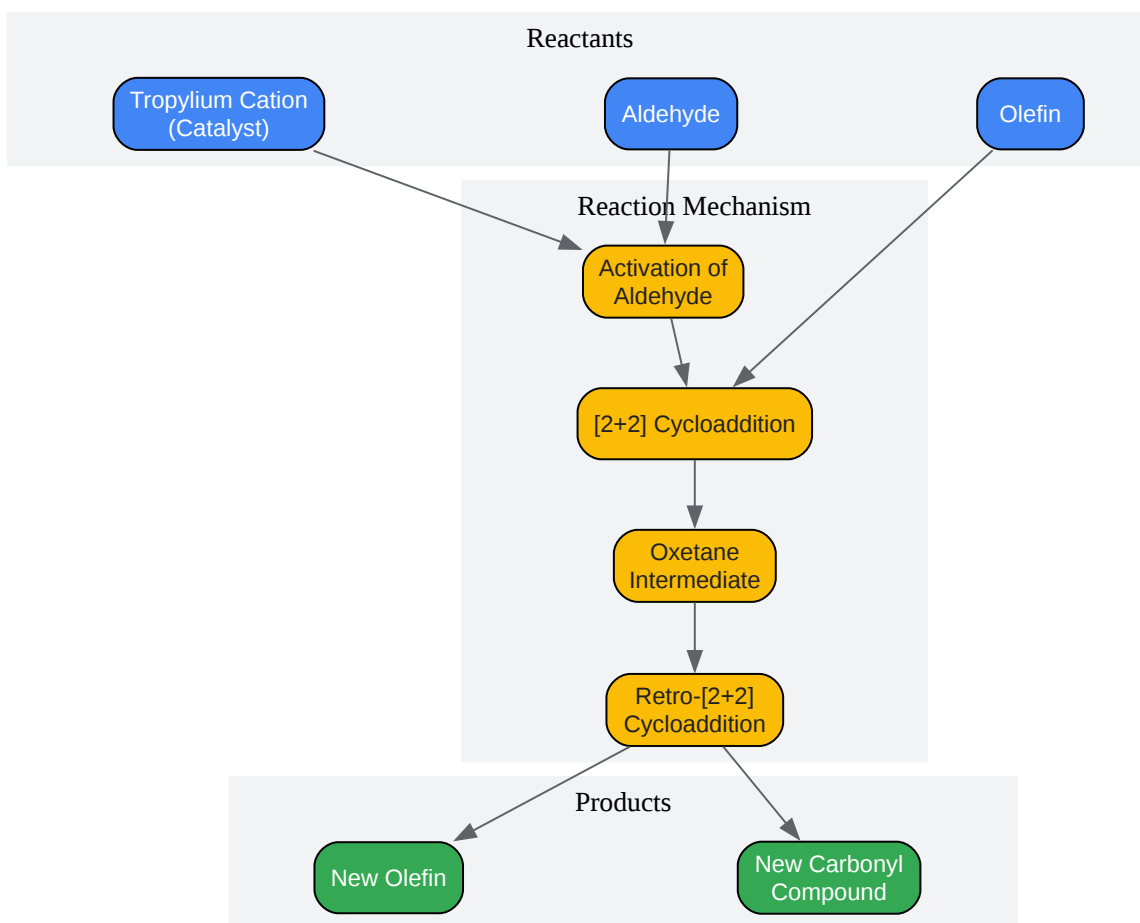 Reactants
Tropylium Cation
(Catalyst)
Aldehyde
Olefin
Reaction Mechanism
Activation of
Aldehyde
[2+2] Cycloaddition
Oxetane
Intermediate
Retro-[2+2]
Cycloaddition
Products
New Olefin
New Carbonyl
Compound